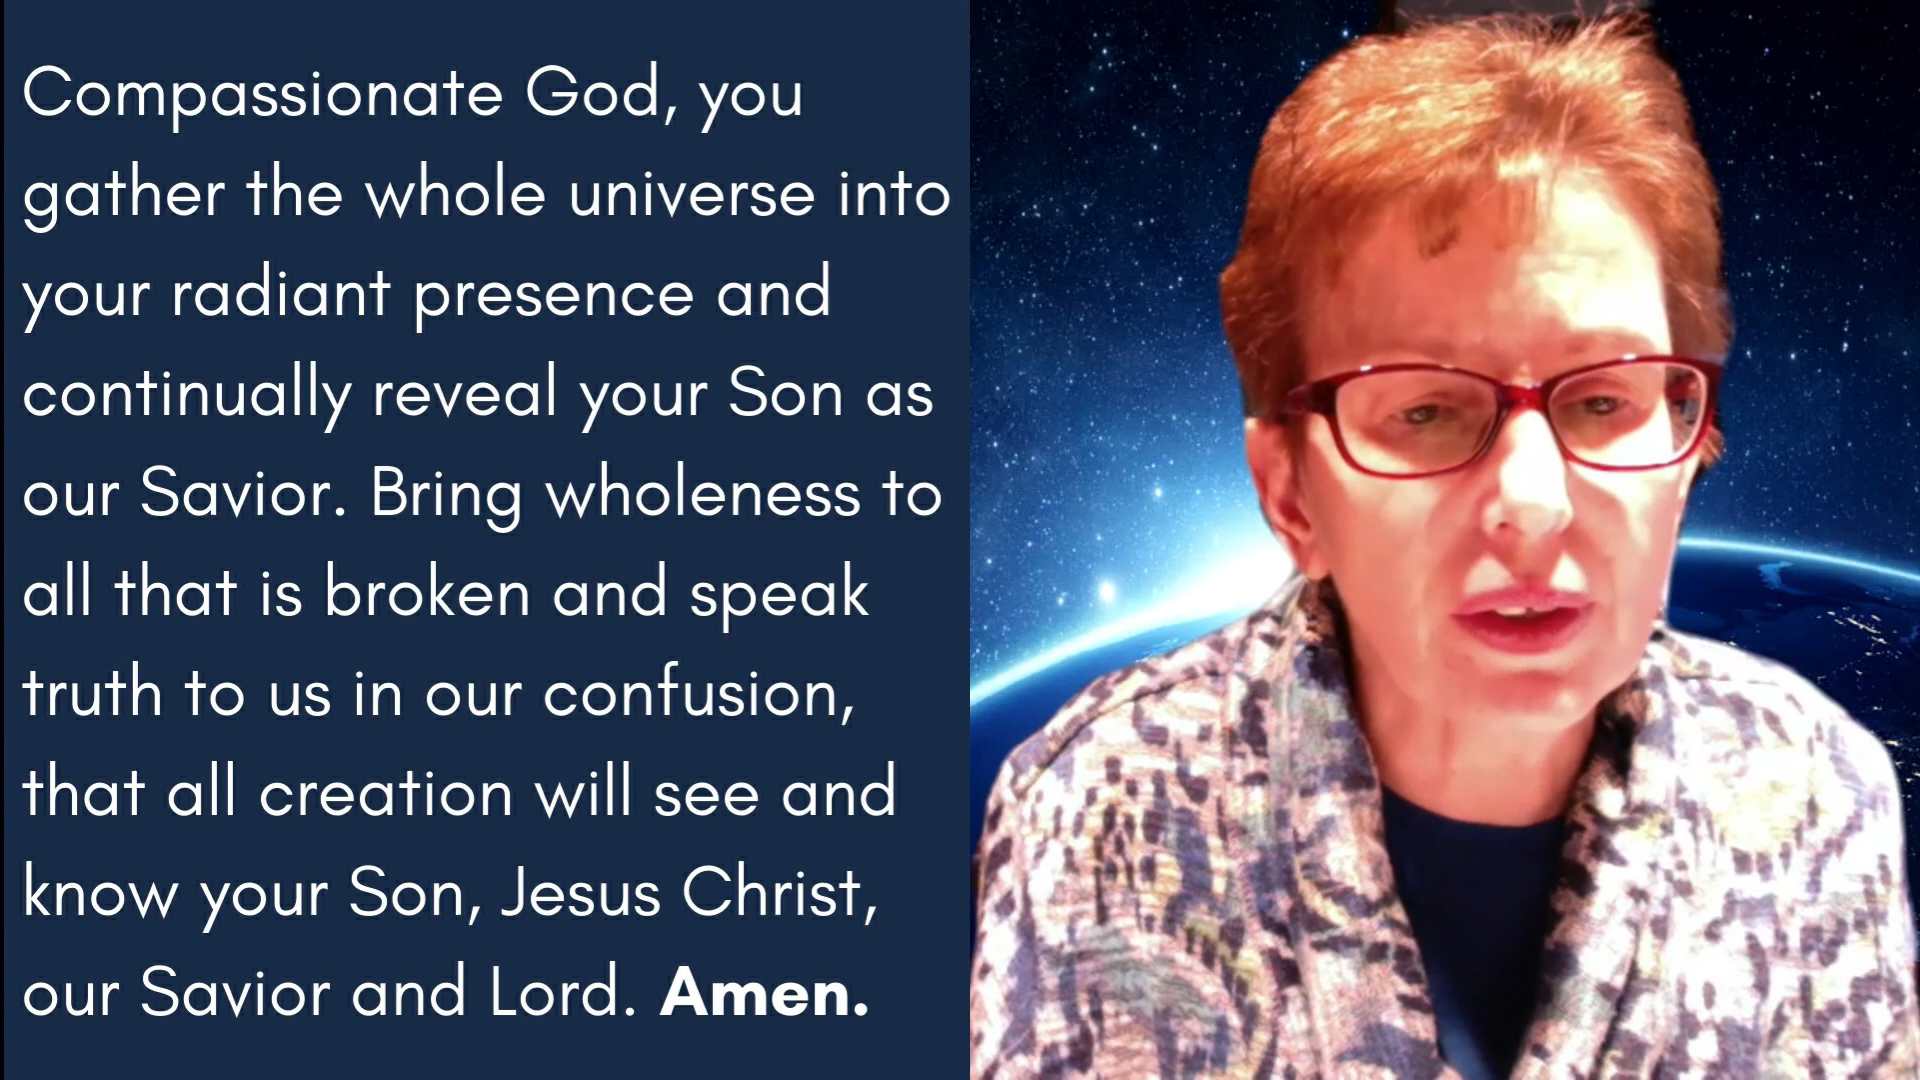 Compassionate God, you
gather the whole universe into
your radiant presence and
continually reveal your Son as
our Savior. Bring wholeness to
all that is broken and speak
truth to us in our confusion,
that all creation will see and
know your Son, Jesus Christ,
our Savior and Lord. Amen.